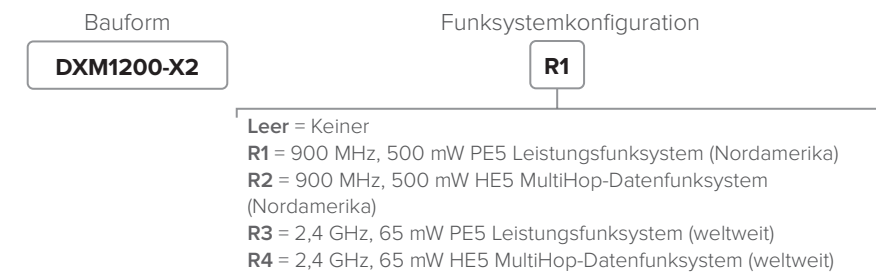 Bauform
Funksystemkonfiguration
DXM1200-X2
R1
Leer = Keiner
R1 = 900 MHz, 500 mW PE5 Leistungsfunksystem (Nordamerika)
R2 = 900 MHz, 500 mW HE5 MultiHop-Datenfunksystem
(Nordamerika)
R3 = 2,4 GHz, 65 mW PE5 Leistungsfunksystem (weltweit)
R4 = 2,4 GHz, 65 mW HE5 MultiHop-Datenfunksystem (weltweit)